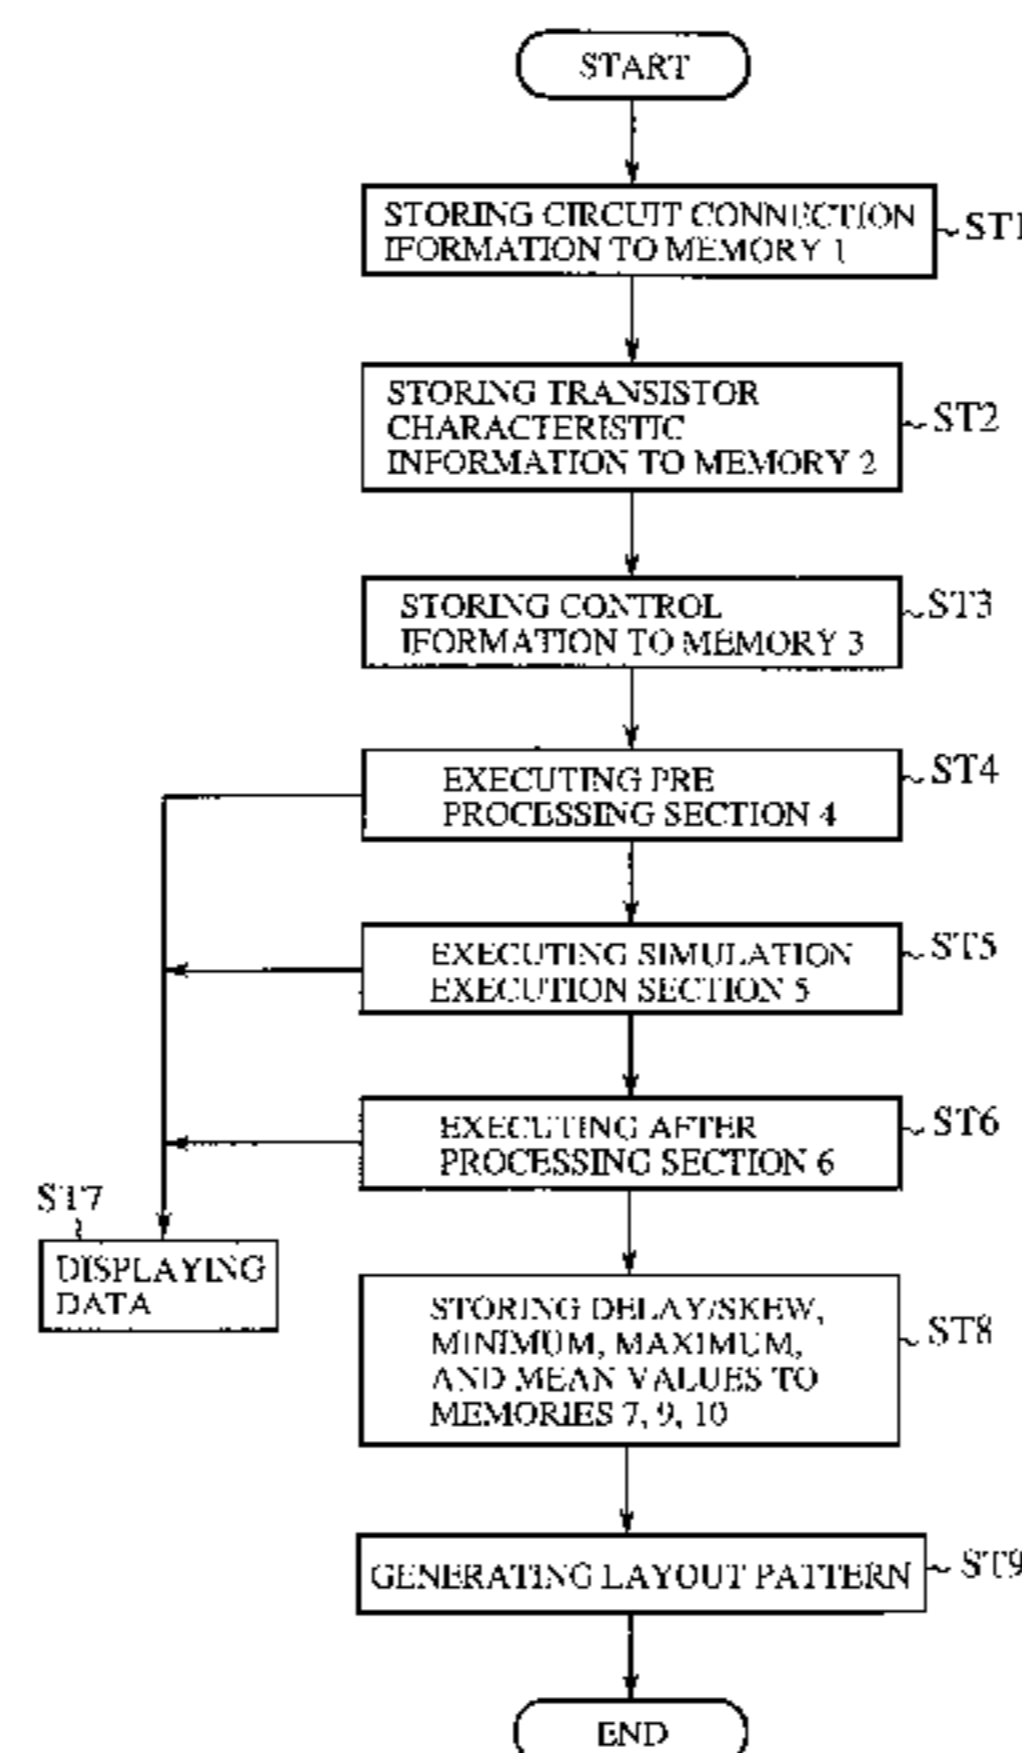 START
STORING CIRCUIT CONNECTION
IFORMATION TO MEMORY 1
ST1
STORING TRANSISTOR
CHARACTERISTIC
INFORMATION TO MEMORY 2
ST2
STORING CONTROL
IFORMATION TO MEMORY 3
ST3
EXECUTING PRE
PROCESSING SECTION 4
ST4
EXECUTING SIMULATION
EXECUTION SECTION 5
ST5
EXECUTING AFTER
PROCESSING SECTION 6
ST6
ST7
DISPLAYING
DATA
STORING DELAY/SKEW,
MINIMUM, MAXIMUM,
AND MEAN VALUES TO
MEMORIES 7, 9, 10
ST8
GENERATING LAYOUT PATTERN
ST9
END